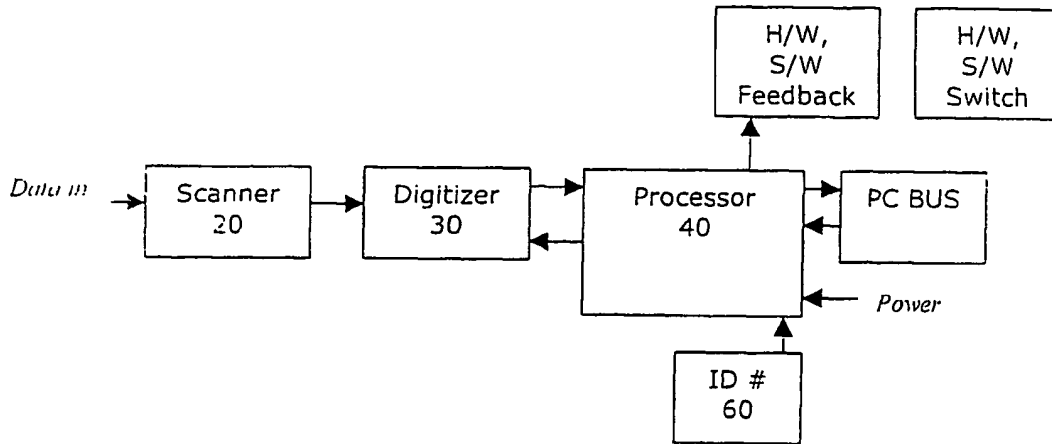 H/W,
S/W
Feedback
H/W,
S/W
Switch
Data in
Scanner
20
Digitizer
30
Processor
40
PC BUS
Power
ID #
60